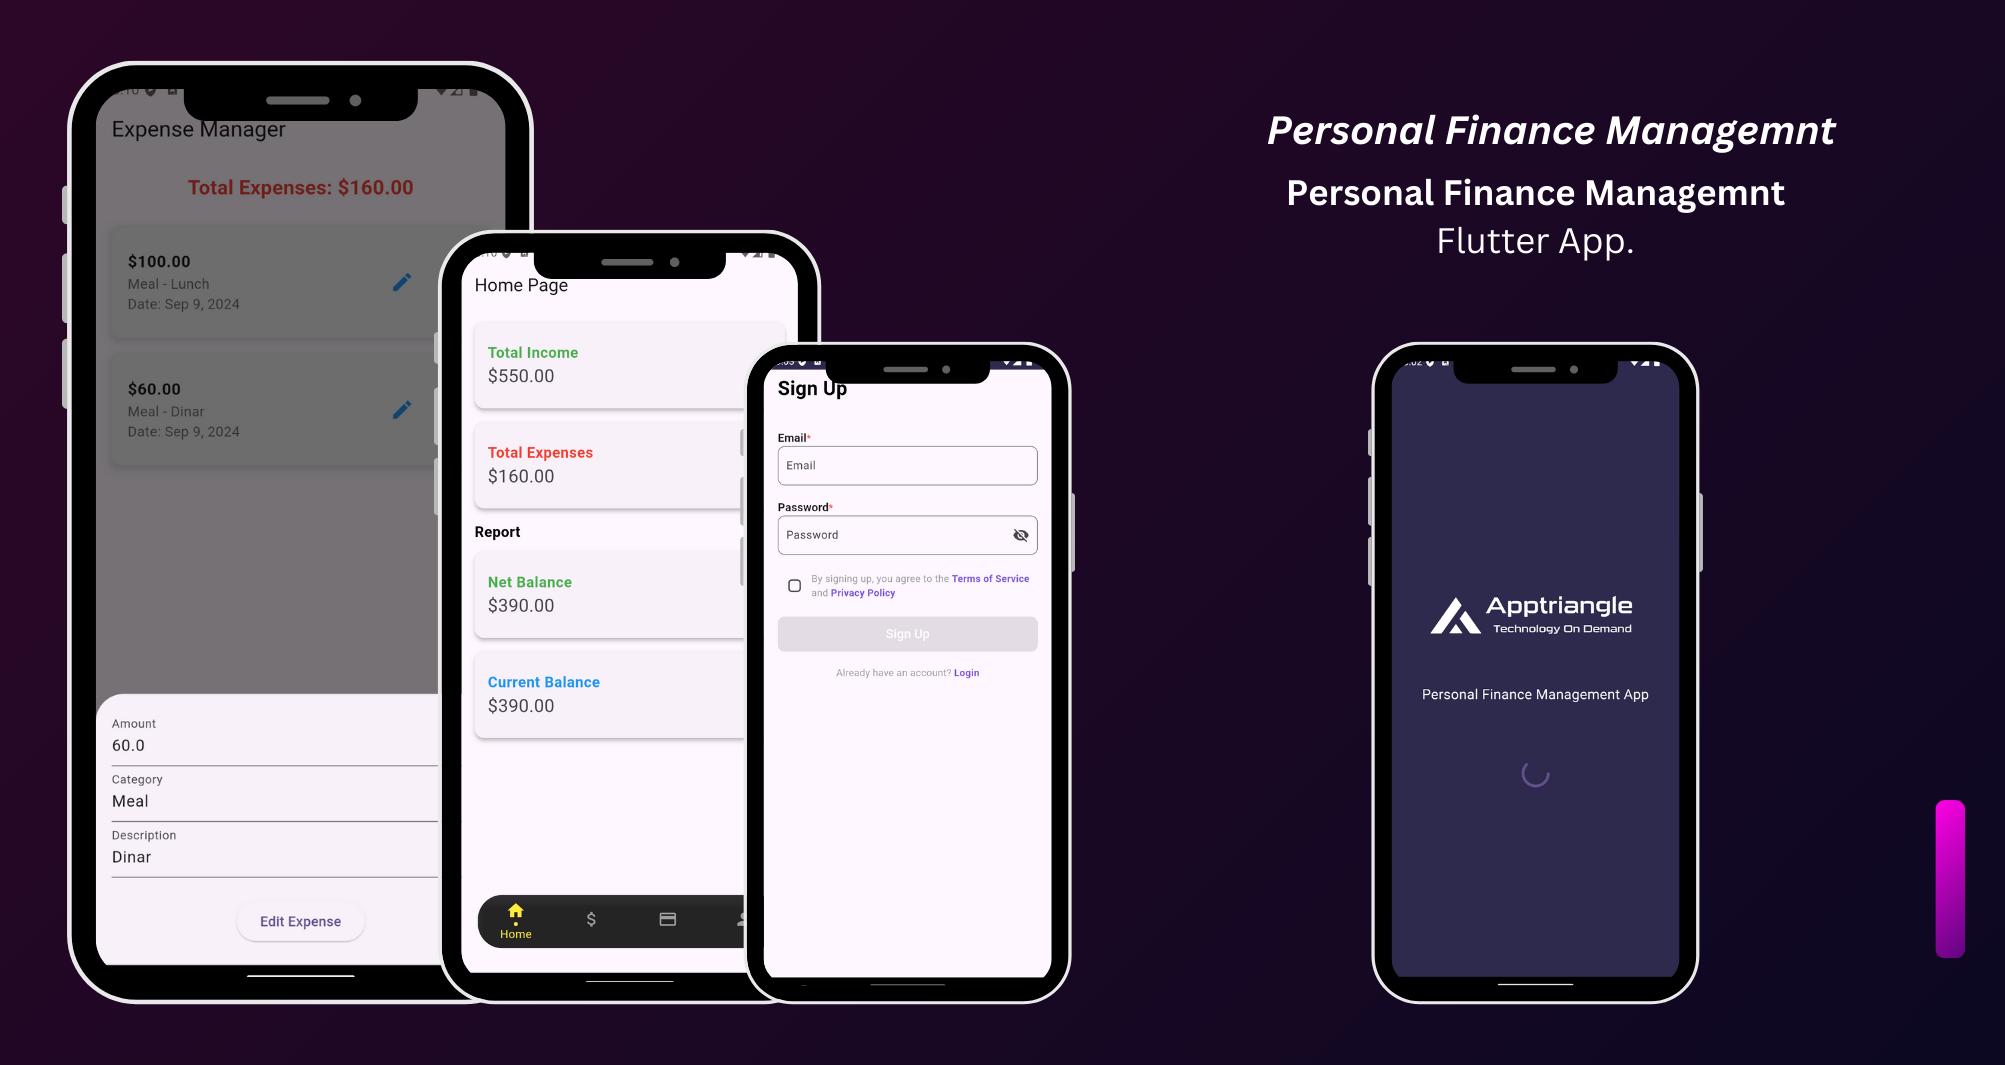 Personal Finance Managemnt
Personal Finance Managemnt
Flutter App.
Expense Manager
Total Expenses: $160.00
$100.00
Meal - Lunch
Date: Sep 9, 2024
$60.00
Meal - Dinar
Date: Sep 9, 2024
Amount
60.0
Category
Meal
Description
Dinar
Edit Expense
Home Page
Total Income
$550.00
Total Expenses
$160.00
Report
Net Balance
$390.00
Current Balance
$390.00
$
Home
Sign Up
Email*
Email
Password*
Password
By signing up, you agree to the Terms of Service
and Privacy Policy
Sign Up
Already have an account? Login
Apptriangle
Technology On Demand
Personal Finance Management App